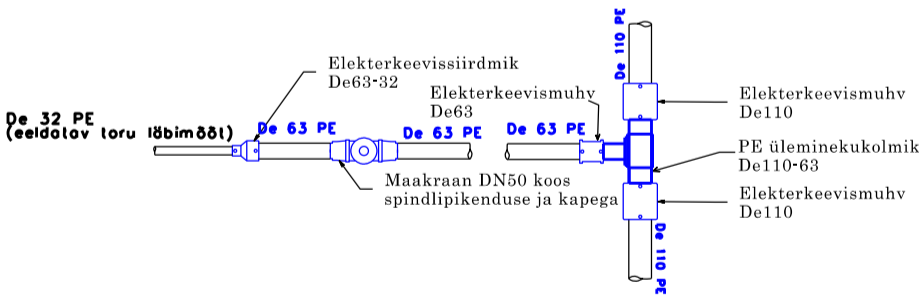 De 110 PE
Elekterkeevissiirdmik
De63-32
Elekterkeevismuhv
De63
Elekterkeevismuhv
De110
De 32 PE
(eeldatav toru läbimõõt)
De 63 PE
De 63 PE
De 63 PE
PE üleminekukolmik
De110-63
Maakraan DN50 koos
spindlipikenduse ja kapega
Elekterkeevismuhv
De110
De 110 PE